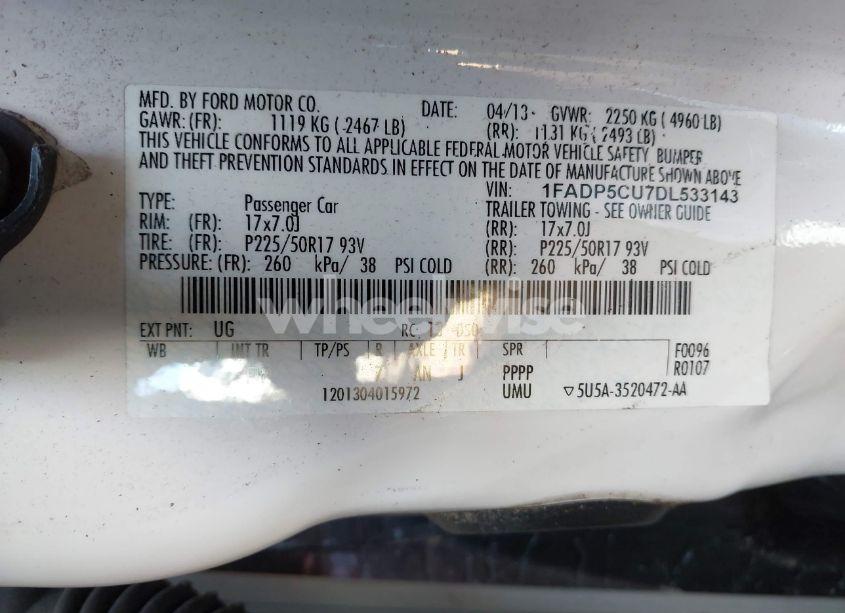 MFD. BY FORD MOTOR CO. DATE: 04/13 GVWR: 2250 KG ( 4960 LB)
GAWR: (FR): 1119 KG ( 2467 LB) (RR): 1131 KG ( 2493 LB)
THIS VEHICLE CONFORMS TO ALL APPLICABLE FEDERAL MOTOR VEHICLE SAFETY, BUMPER
AND THEFT PREVENTION STANDARDS IN EFFECT ON THE DATE OF MANUFACTURE SHOWN ABOVE
VIN: 1FADP5CU7DL533143
TYPE: Passenger Car TRAILER TOWING - SEE OWNER GUIDE
RIM: (FR): 17x7.0J (RR): 17x7.0J
TIRE: (FR): P225/50R17 93V (RR): P225/50R17 93V
PRESSURE: (FR): 260 kPa/ 38 PSI COLD (RR): 260 kPa/ 38 PSI COLD
wheelwise
EXT PNT: UG RC: DSO:
WB INT TR TP/PS R AXLE TR SPR F0096
7 AN J PPPP R0107
1201304015972 UMU ▽5U5A-3520472-AA